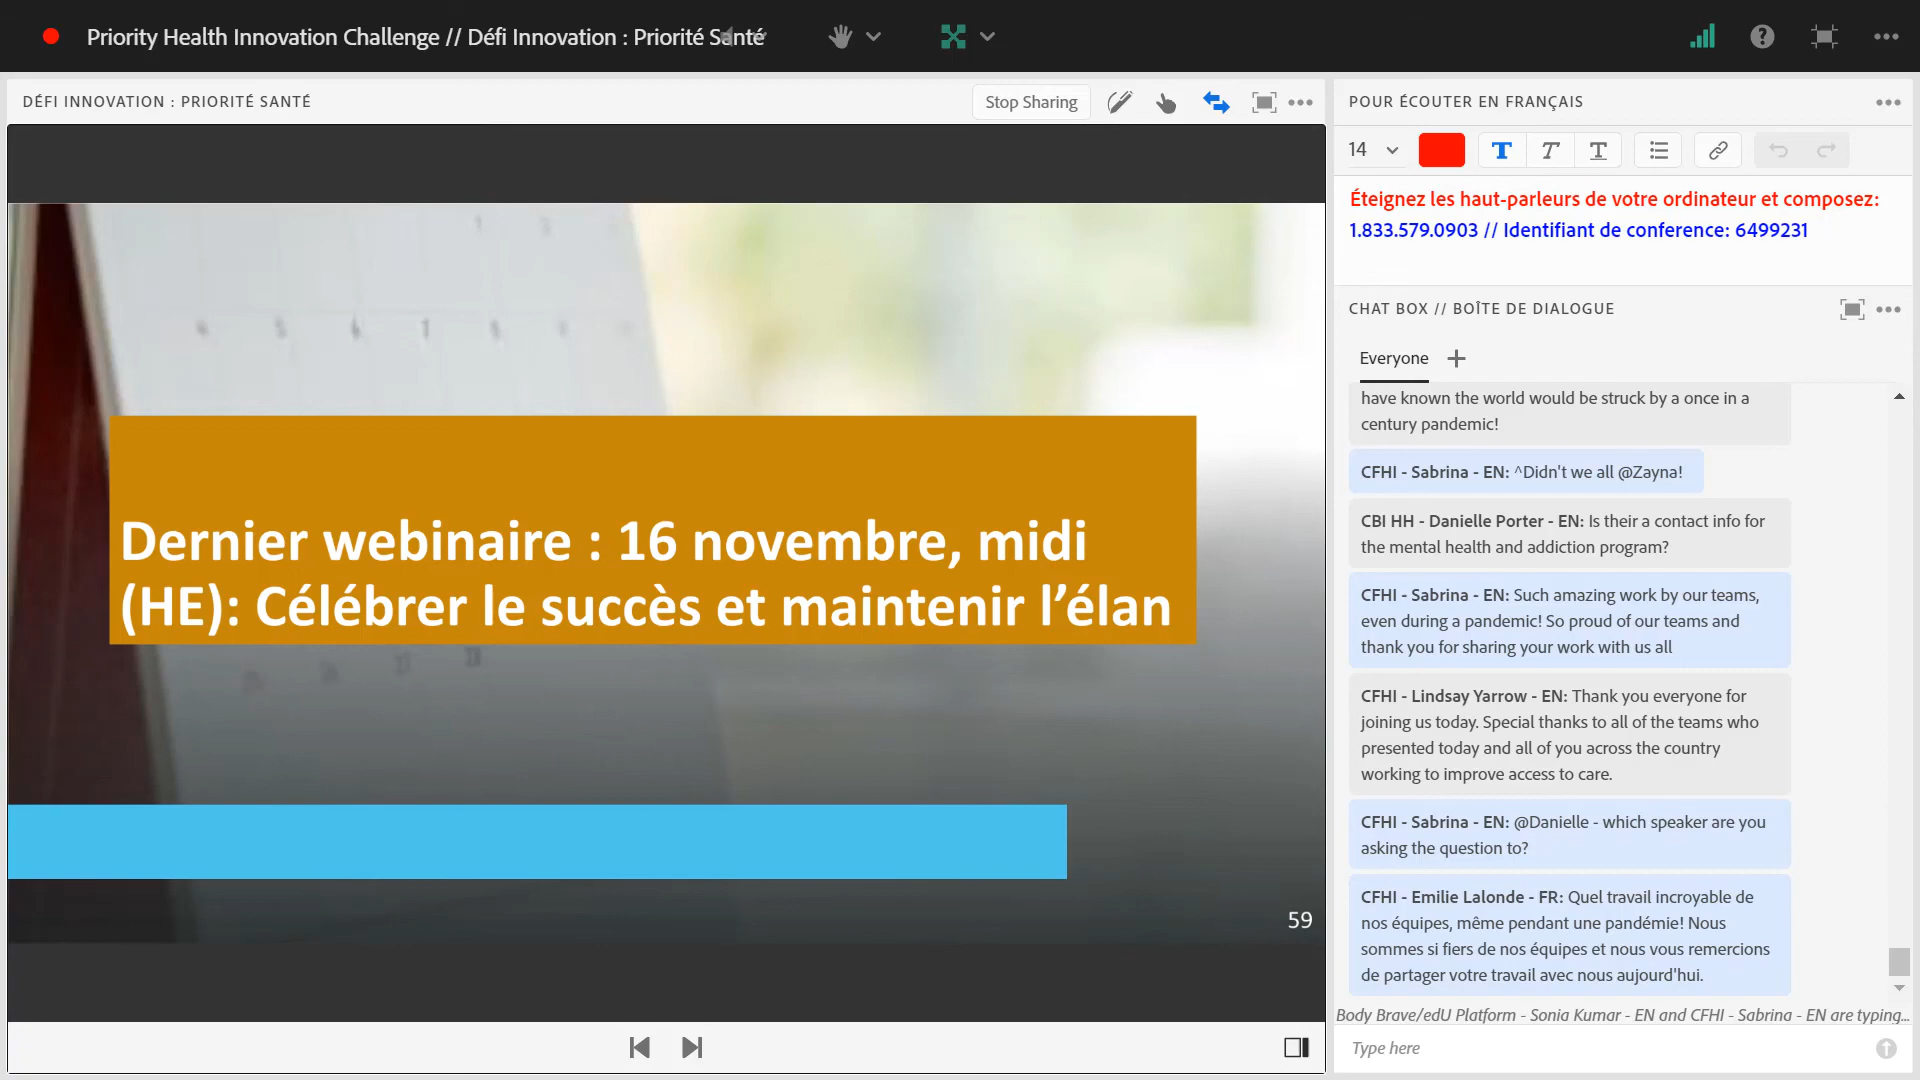 Priority Health Innovation Challenge // Défi Innovation : Priorité Santé
DÉFI INNOVATION : PRIORITÉ SANTÉ
Stop Sharing
Dernier webinaire : 16 novembre, midi
(HE): Célébrer le succès et maintenir l’élan
59
POUR ÉCOUTER EN FRANÇAIS
14
Éteignez les haut-parleurs de votre ordinateur et composez:
1.833.579.0903 // Identifiant de conference: 6499231
CHAT BOX // BOÎTE DE DIALOGUE
Everyone
have known the world would be struck by a once in a
century pandemic!
CFHI - Sabrina - EN: ^Didn't we all @Zayna!
CBI HH - Danielle Porter - EN: Is their a contact info for
the mental health and addiction program?
CFHI - Sabrina - EN: Such amazing work by our teams,
even during a pandemic! So proud of our teams and
thank you for sharing your work with us all
CFHI - Lindsay Yarrow - EN: Thank you everyone for
joining us today. Special thanks to all of the teams who
presented today and all of you across the country
working to improve access to care.
CFHI - Sabrina - EN: @Danielle - which speaker are you
asking the question to?
CFHI - Emilie Lalonde - FR: Quel travail incroyable de
nos équipes, même pendant une pandémie! Nous
sommes si fiers de nos équipes et nous vous remercions
de partager votre travail avec nous aujourd'hui.
Body Brave/edU Platform - Sonia Kumar - EN and CFHI - Sabrina - EN are typing...
Type here